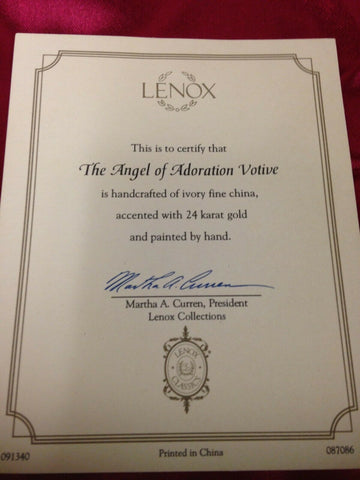 LENOX
This is to certify that
The Angel of Adoration Votive
is handcrafted of ivory fine china,
accented with 24 karat gold
and painted by hand.
Martha A. Curren
Martha A. Curren, President
Lenox Collections
LENOX
CLASSICS
091340
Printed in China
087086